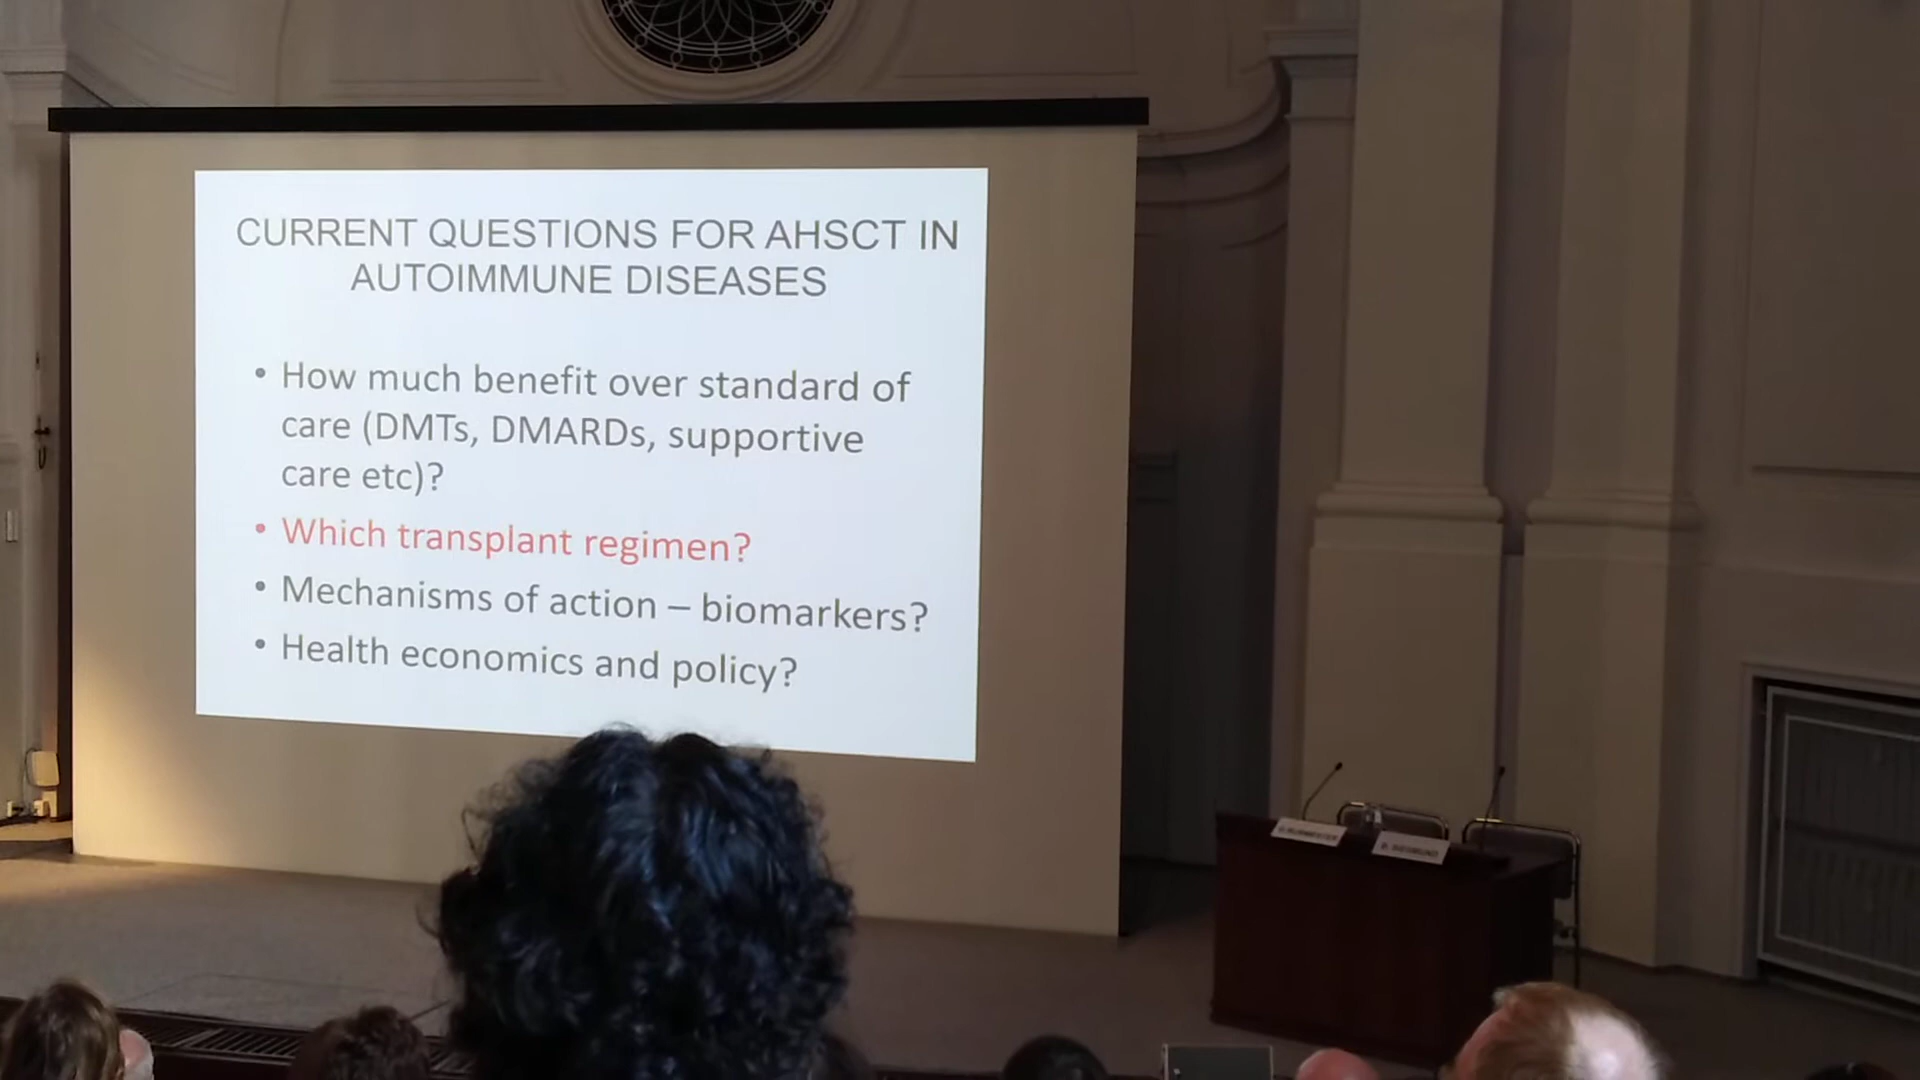 CURRENT QUESTIONS FOR AHSCT IN
AUTOIMMUNE DISEASES
• How much benefit over standard of
care (DMTs, DMARDs, supportive
care etc)?
• Which transplant regimen?
• Mechanisms of action – biomarkers?
• Health economics and policy?